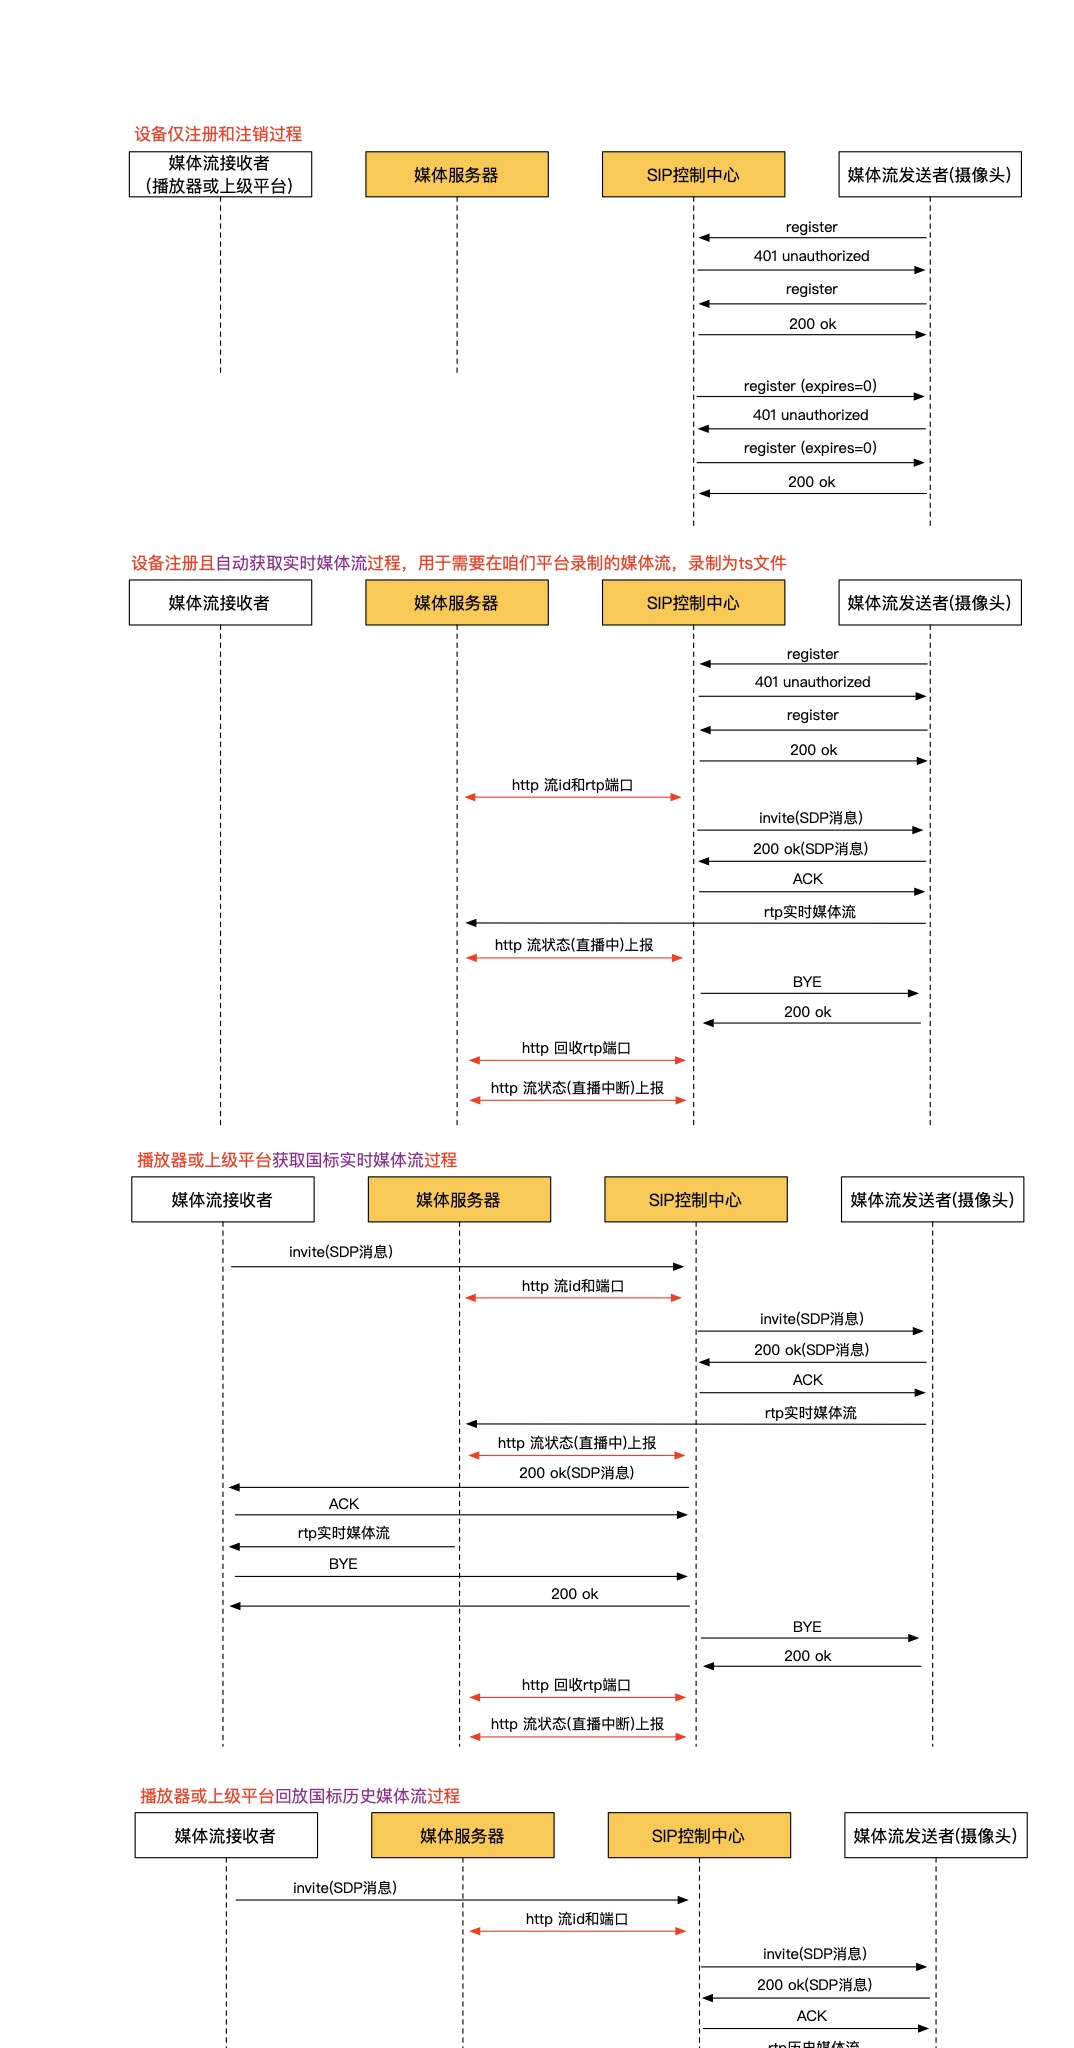 设备仅注册和注销过程
媒体流接收者
(播放器或上级平台)
媒体服务器
SIP控制中心
媒体流发送者(摄像头)
register
401 unauthorized
register
200 ok
register (expires=0)
401 unauthorized
register (expires=0)
200 ok
设备注册且自动获取实时媒体流过程，用于需要在咱们平台录制的媒体流，录制为ts文件
媒体流接收者
媒体服务器
SIP控制中心
媒体流发送者(摄像头)
register
401 unauthorized
register
200 ok
http 流id和rtp端口
invite(SDP消息)
200 ok(SDP消息)
ACK
rtp实时媒体流
http 流状态(直播中)上报
BYE
200 ok
http 回收rtp端口
http 流状态(直播中断)上报
播放器或上级平台获取国标实时媒体流过程
媒体流接收者
媒体服务器
SIP控制中心
媒体流发送者(摄像头)
invite(SDP消息)
http 流id和端口
invite(SDP消息)
200 ok(SDP消息)
ACK
rtp实时媒体流
http 流状态(直播中)上报
200 ok(SDP消息)
ACK
rtp实时媒体流
BYE
200 ok
BYE
200 ok
http 回收rtp端口
http 流状态(直播中断)上报
播放器或上级平台回放国标历史媒体流过程
媒体流接收者
媒体服务器
SIP控制中心
媒体流发送者(摄像头)
invite(SDP消息)
http 流id和端口
invite(SDP消息)
200 ok(SDP消息)
ACK
rtp历史媒体流